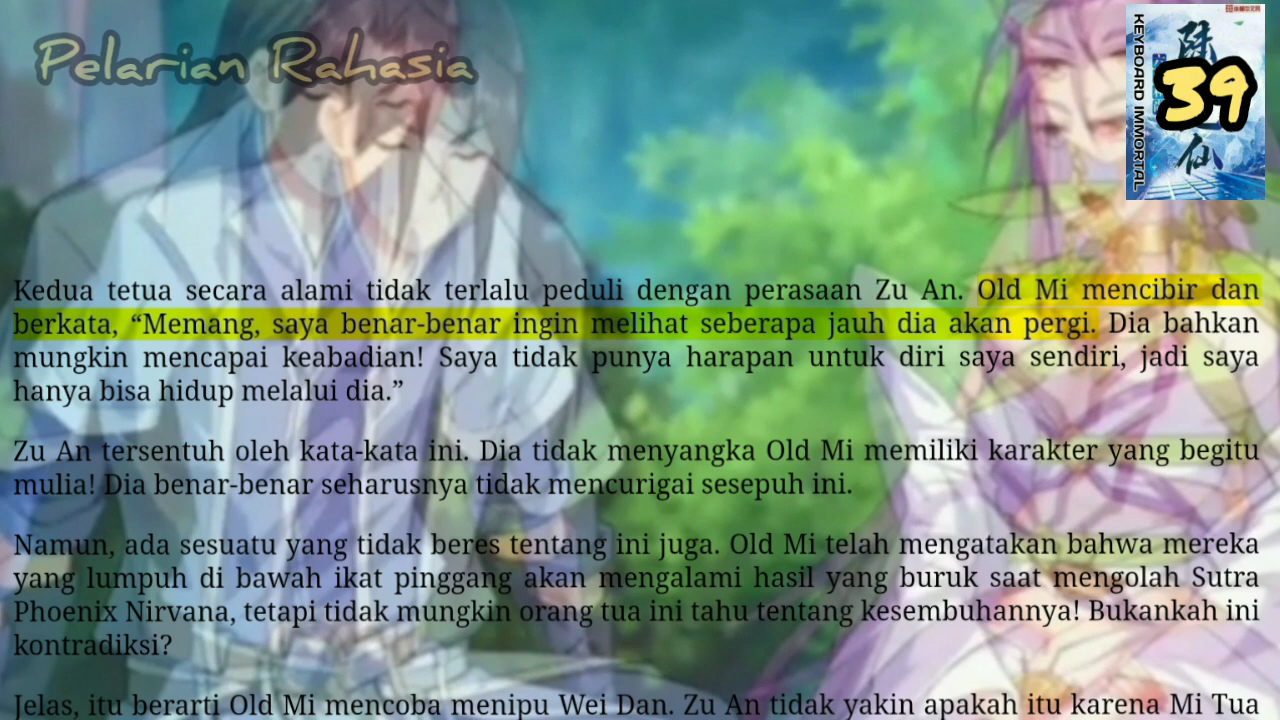 Pelarian Rahasia
KEYBOARD IMMORTAL
39
仙
Kedua tetua secara alami tidak terlalu peduli dengan perasaan Zu An. Old Mi mencibir dan
berkata, “Memang, saya benar-benar ingin melihat seberapa jauh dia akan pergi. Dia bahkan
mungkin mencapai keabadian! Saya tidak punya harapan untuk diri saya sendiri, jadi saya
hanya bisa hidup melalui dia.”
Zu An tersentuh oleh kata-kata ini. Dia tidak menyangka Old Mi memiliki karakter yang begitu
mulia! Dia benar-benar seharusnya tidak mencurigai sesepuh ini.
Namun, ada sesuatu yang tidak beres tentang ini juga. Old Mi telah mengatakan bahwa mereka
yang lumpuh di bawah ikat pinggang akan mengalami hasil yang buruk saat mengolah Sutra
Phoenix Nirvana, tetapi tidak mungkin orang tua ini tahu tentang kesembuhannya! Bukankah ini
kontradiksi?
Jelas, itu berarti Old Mi mencoba menipu Wei Dan. Zu An tidak yakin apakah itu karena Mi Tua